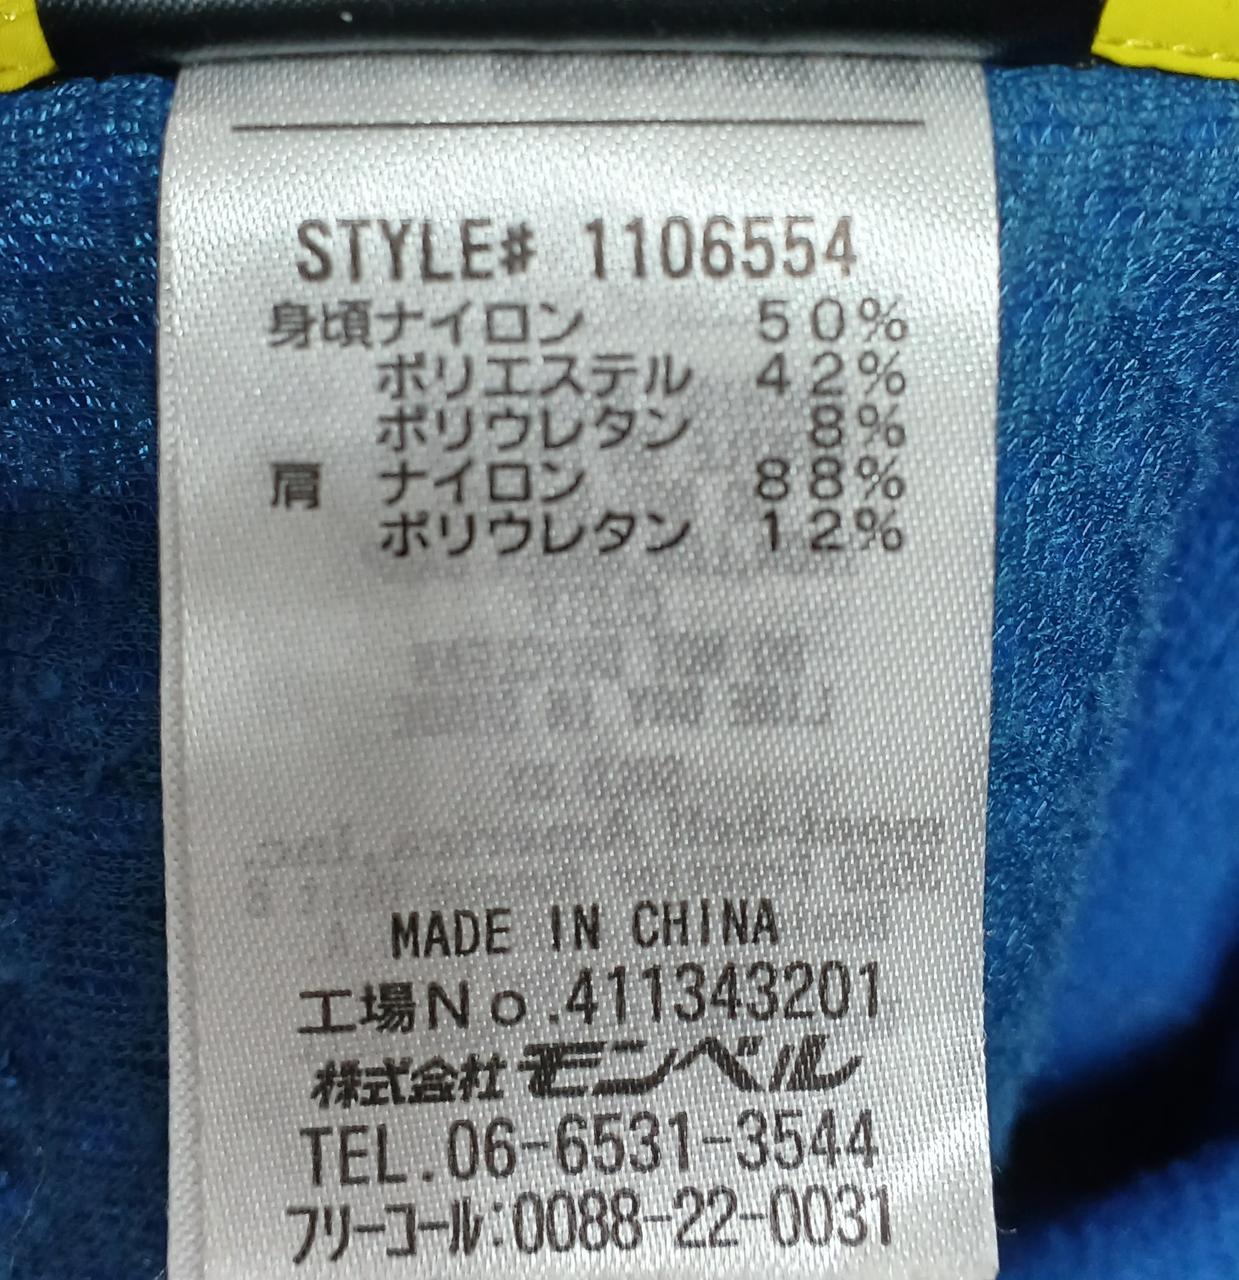 STYLE# 1106554
身頃ナイロン 50%
ポリエステル 42%
ポリウレタン 8%
肩 ナイロン 88%
ポリウレタン 12%
MADE IN CHINA
工場No.411343201
株式会社モンベル
TEL.06-6531-3544
フリーコール:0088-22-0031